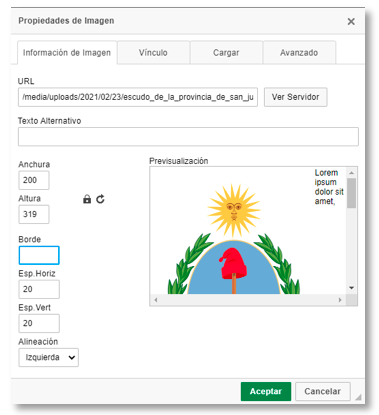 Propiedades de Imagen
Información de Imagen
Vínculo
Cargar
Avanzado
URL
/media/uploads/2021/02/23/escudo_de_la_provincia_de_san_ju
Ver Servidor
Texto Alternativo
Anchura
200
Altura
319
Borde
Esp.Horiz
20
Esp.Vert
20
Alineación
Izquierda
Previsualización
Lorem
ipsum
dolor sit
amet,
Aceptar
Cancelar